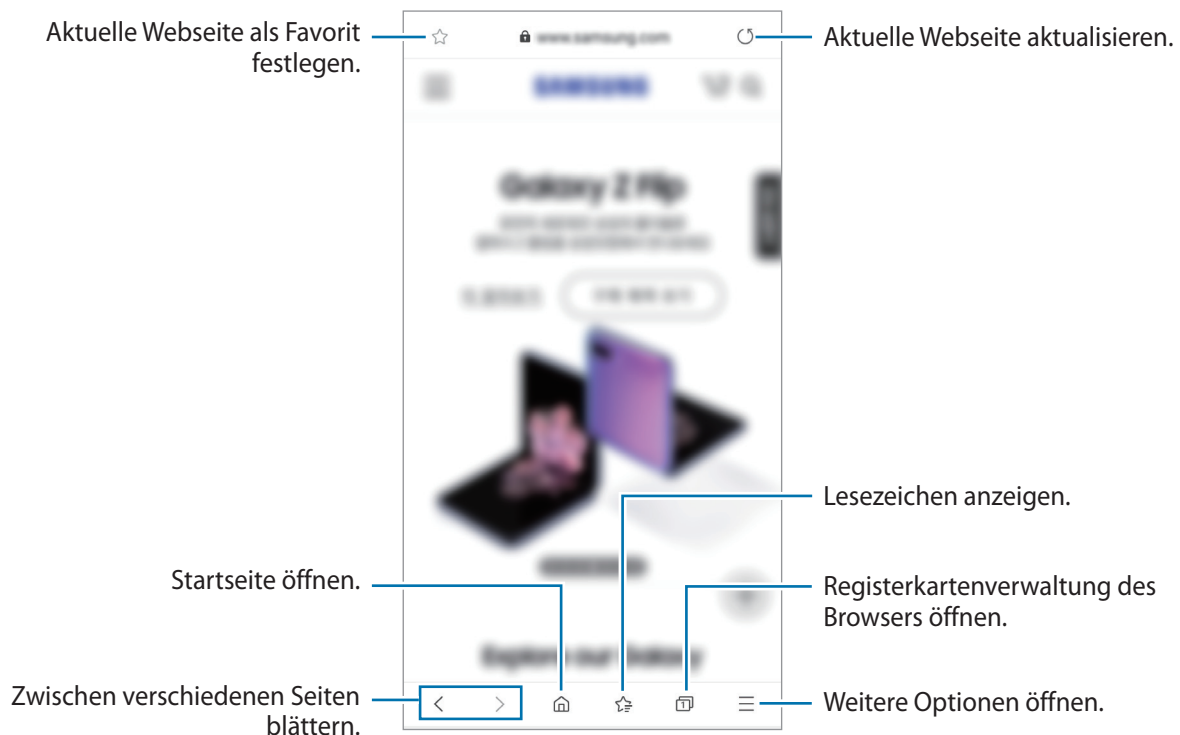 Aktuelle Webseite als Favorit
festlegen.
www.samsung.com
Aktuelle Webseite aktualisieren.
SAMSUNG
Galaxy Z Flip
Lesezeichen anzeigen.
Startseite öffnen.
Registerkartenverwaltung des
Browsers öffnen.
Explore our Galaxy
Zwischen verschiedenen Seiten
blättern.
1
Weitere Optionen öffnen.